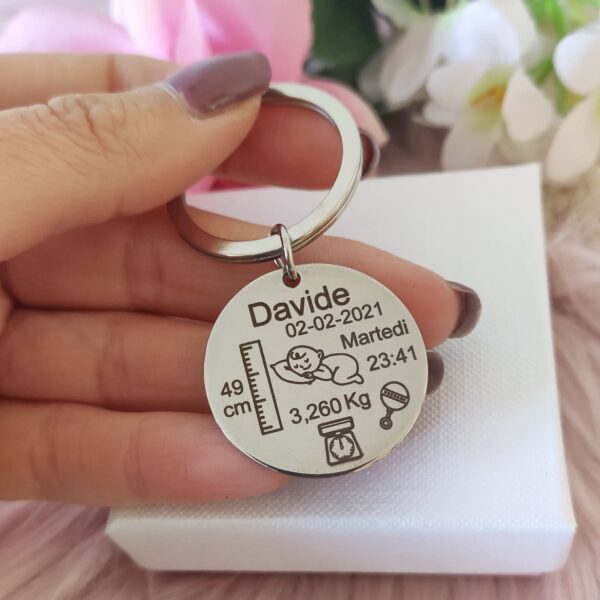 Davide
02-02-2021
Martedi
23:41
49
cm
3,260 Kg